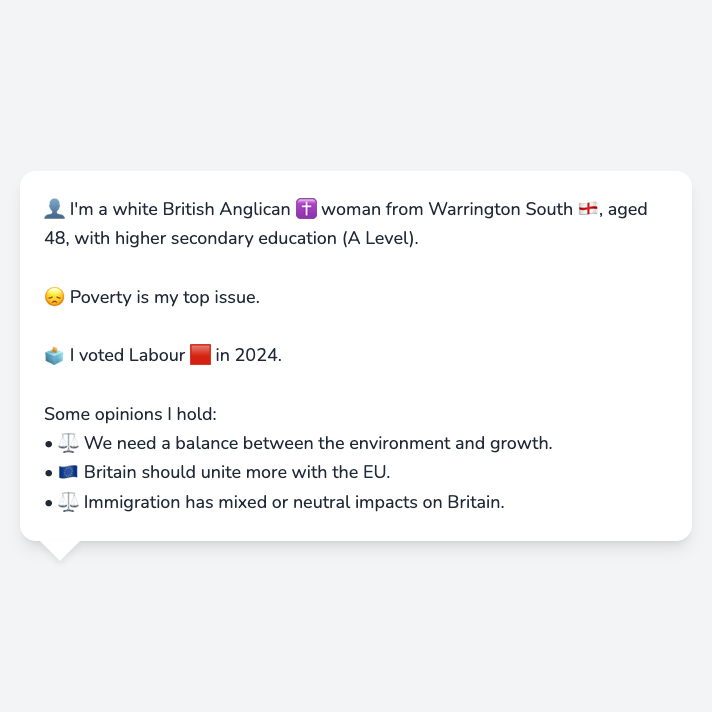 👤 I'm a white British Anglican ✝️ woman from Warrington South 🏴󠁧󠁢󠁥󠁮󠁧󠁿, aged
48, with higher secondary education (A Level).
😞 Poverty is my top issue.
🗳️ I voted Labour 🟥 in 2024.
Some opinions I hold:
• ⚖️ We need a balance between the environment and growth.
• 🇪🇺 Britain should unite more with the EU.
• ⚖️ Immigration has mixed or neutral impacts on Britain.